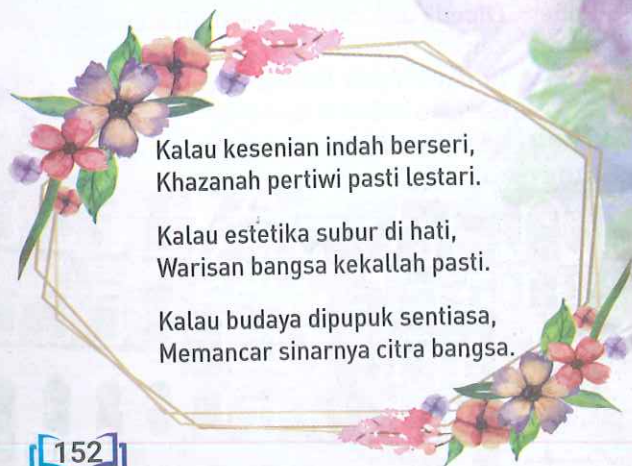 Kalau kesenian indah berseri,
Khazanah pertiwi pasti lestari.
Kalau estetika subur di hati,
Warisan bangsa kekallah pasti.
Kalau budaya dipupuk sentiasa,
Memancar sinarnya citra bangsa.
152